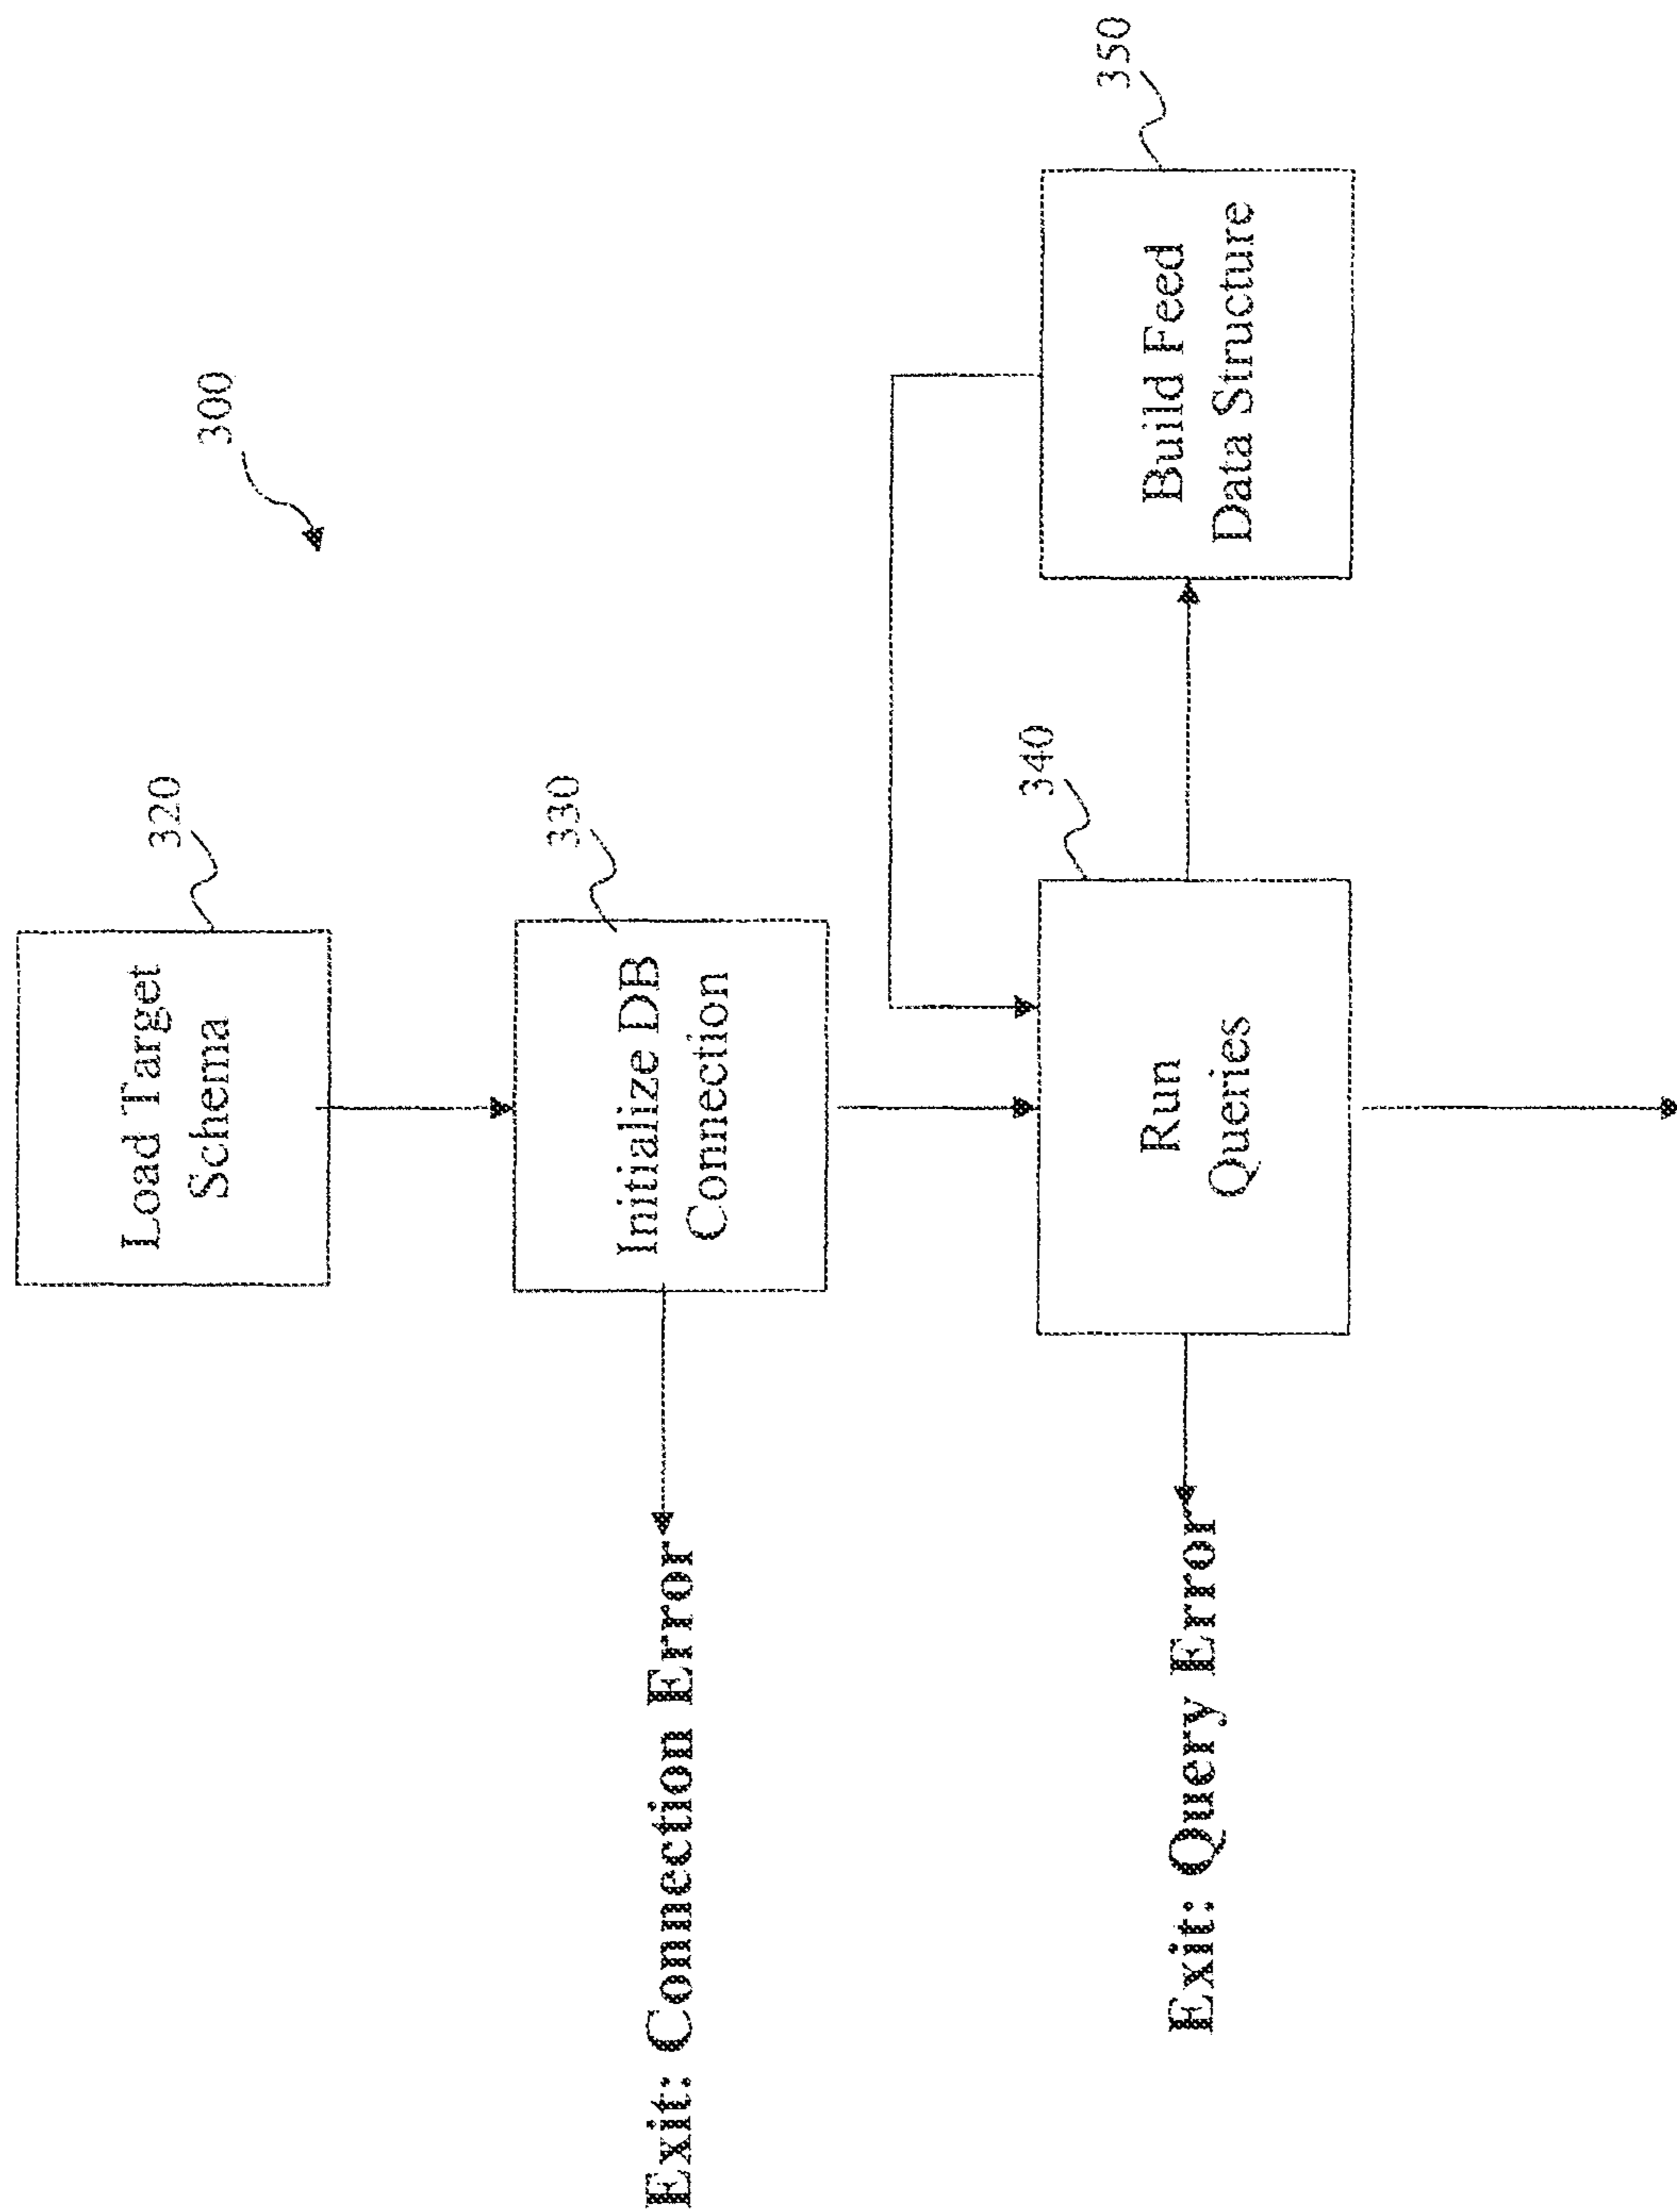 300
320
Load Target
Schema
330
Initialize DB
Connection
Exit: Connection Error
340
Run
Queries
Exit: Query Error
350
Build Feed
Data Structure